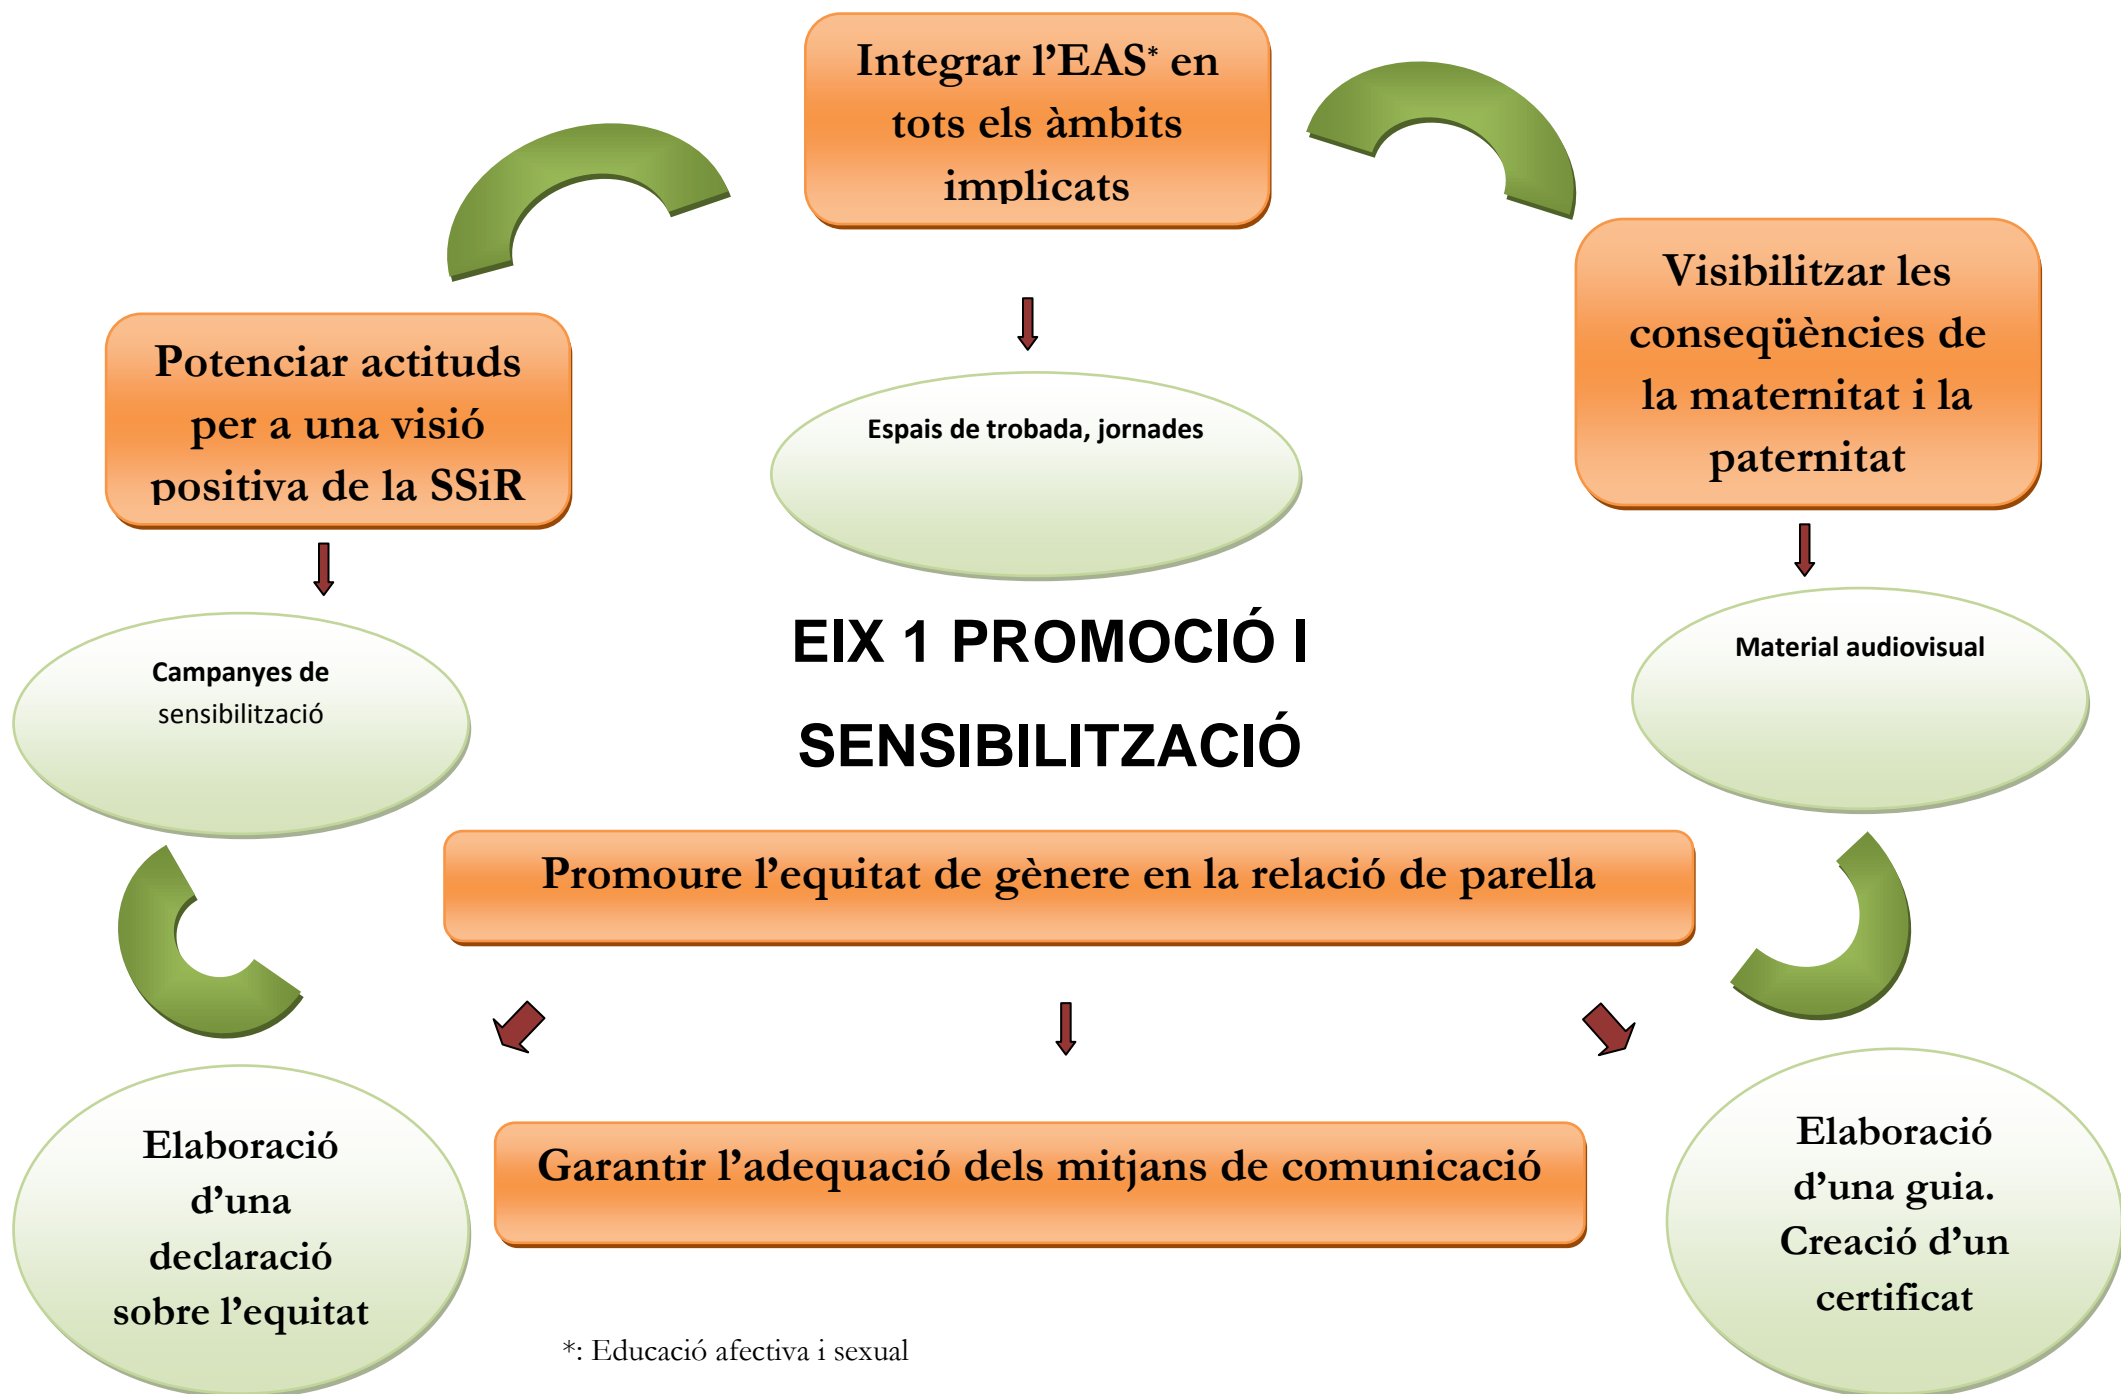 Integrar l’EAS* en
tots els àmbits
implicats
Potenciar actituds
per a una visió
positiva de la SSiR
Visibilitzar les
conseqüències de
la maternitat i la
paternitat
Espais de trobada, jornades
Campanyes de
sensibilització
Material audiovisual
EIX 1 PROMOCIÓ I
SENSIBILITZACIÓ
Promoure l’equitat de gènere en la relació de parella
Elaboració
d’una
declaració
sobre l’equitat
Garantir l’adequació dels mitjans de comunicació
Elaboració
d’una guia.
Creació d’un
certificat
*: Educació afectiva i sexual